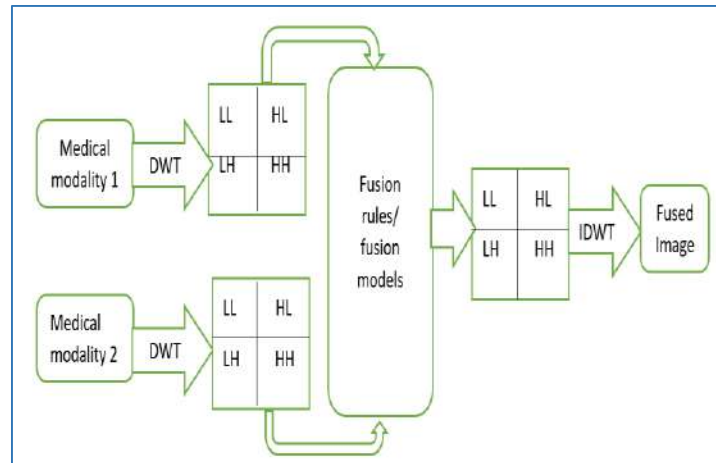 Medical
modality 1
DWT
LL HL
LH HH
Medical
modality 2
DWT
LL HL
LH HH
Fusion
rules/
fusion
models
LL HL
LH HH
IDWT
Fused
Image